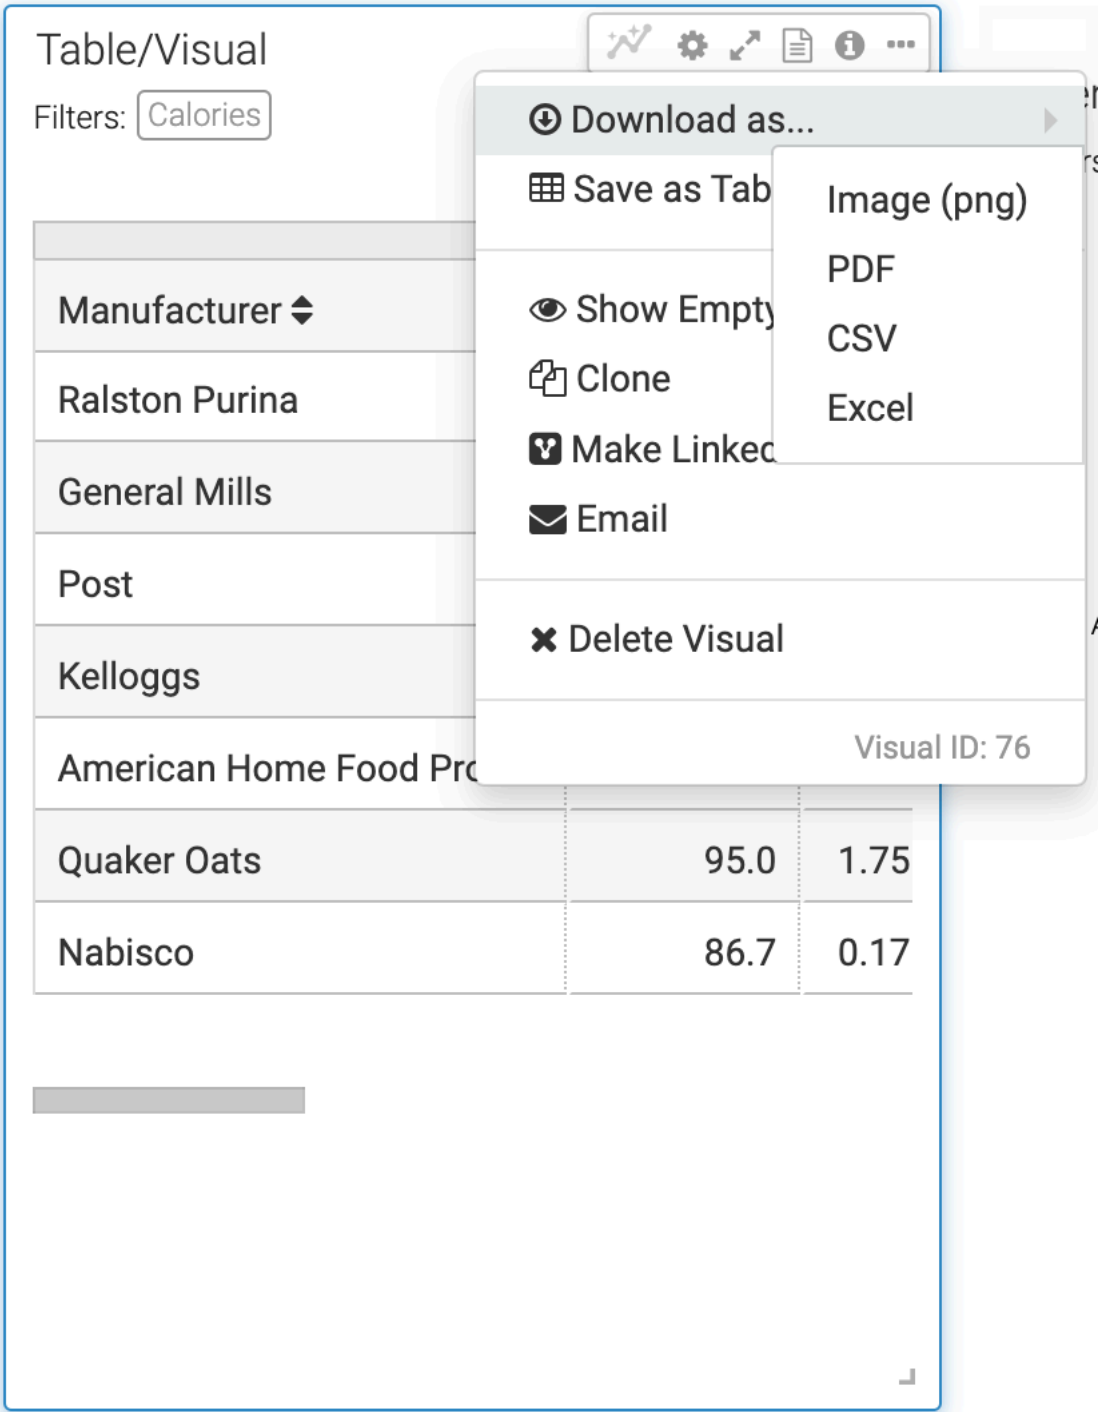 Table/Visual
Filters: Calories
Download as...
Save as Tab
Image (png)
PDF
CSV
Excel
Show Empty
Clone
Make Linked
Email
Delete Visual
Visual ID: 76
Manufacturer
Ralston Purina
General Mills
Post
Kelloggs
American Home Food Pro
Quaker Oats 95.0 1.75
Nabisco 86.7 0.17